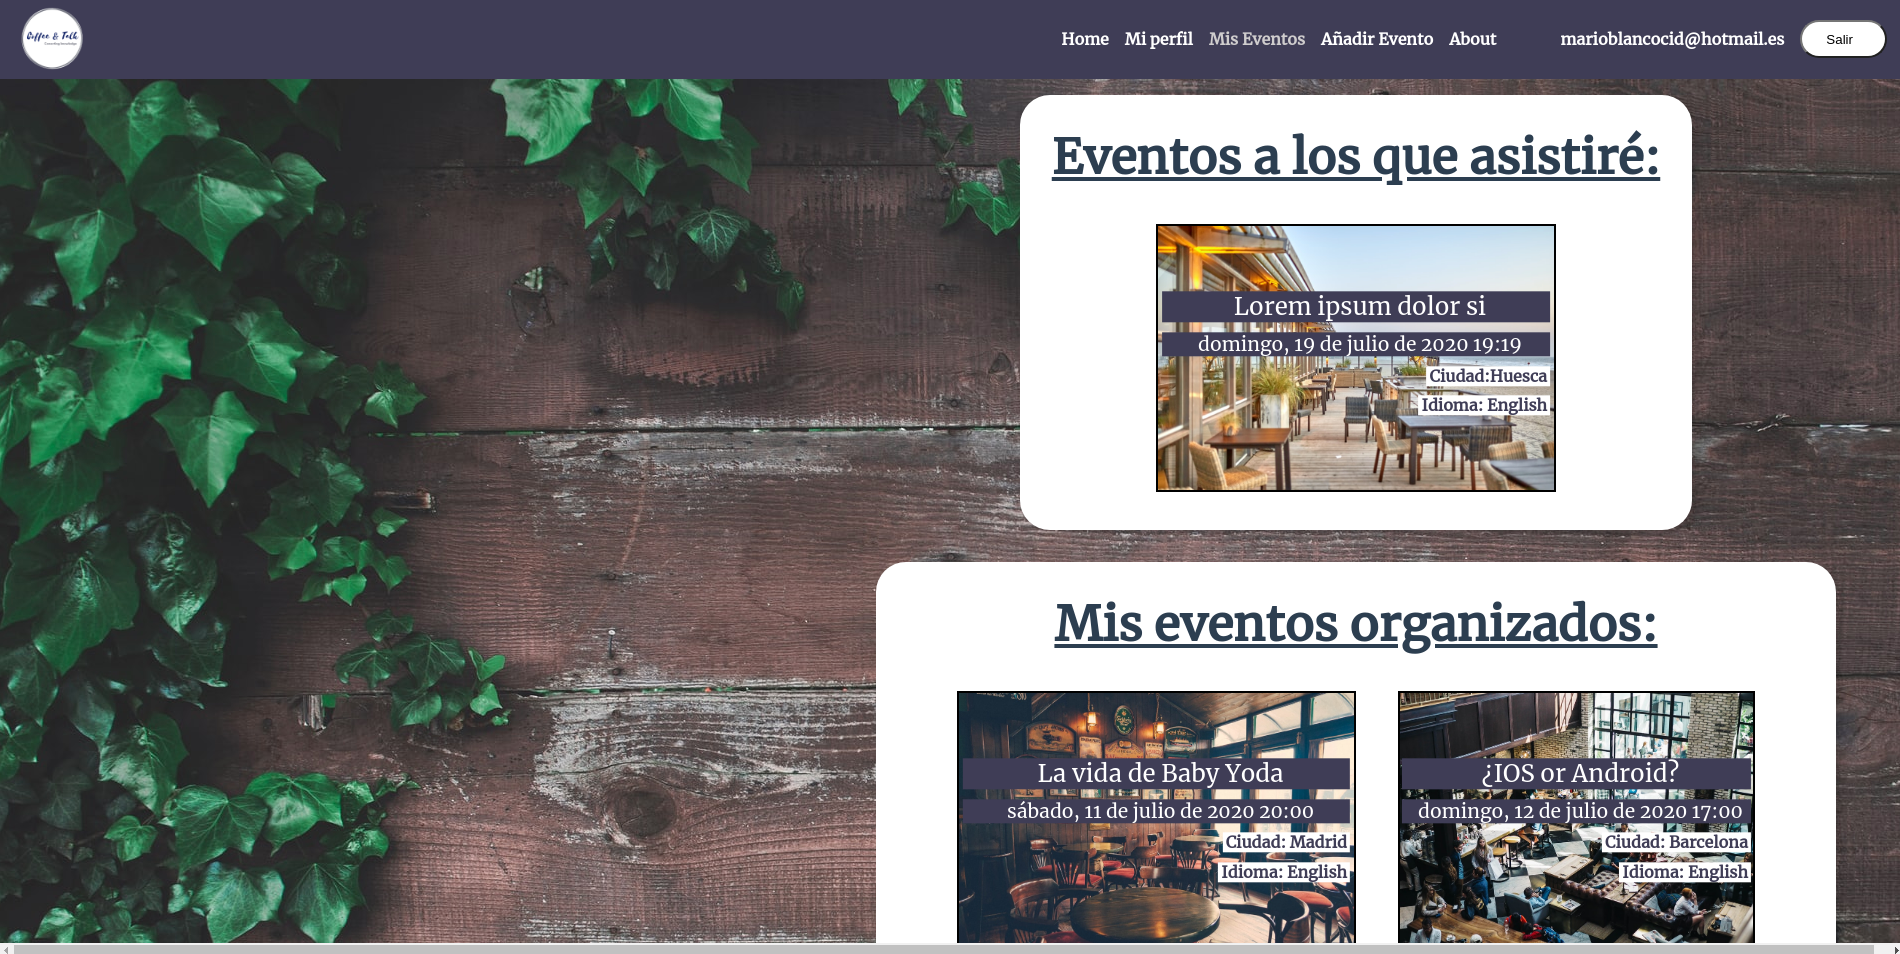 Coffee & Talk
Home
Mi perfil
Mis Eventos
Añadir Evento
About
marioblancocid@hotmail.es
Salir
Eventos a los que asistiré:
Lorem ipsum dolor si
domingo, 19 de julio de 2020 19:19
Ciudad:Huesca
Idioma: English
Mis eventos organizados:
La vida de Baby Yoda
sábado, 11 de julio de 2020 20:00
Ciudad: Madrid
Idioma: English
¿IOS or Android?
domingo, 12 de julio de 2020 17:00
Ciudad: Barcelona
Idioma: English